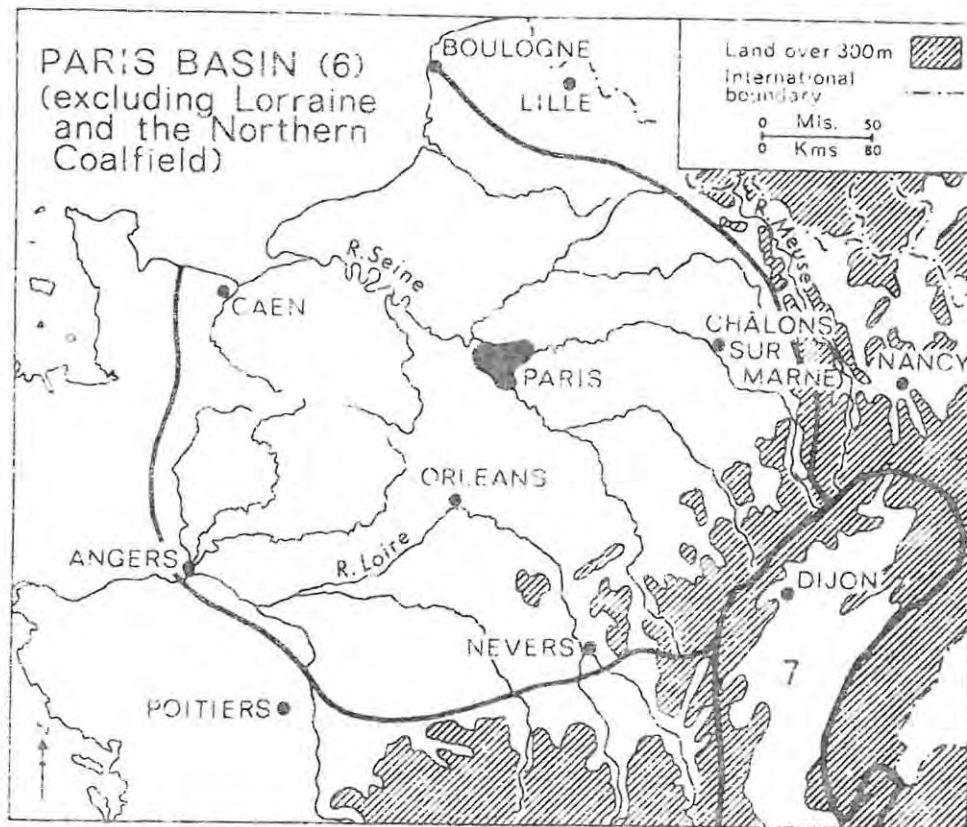 PARIS BASIN (6)
(excluding Lorraine
and the Northern
Coalfield)
BOULOGNE
LILLE
Land over 300m
International
boundary
0 Mls. 50
0 Kms 80
R. Meuse
R. Seine
CAEN
PARIS
CHÂLONS
SUR
MARNE
NANCY
ORLEANS
ANGERS
R. Loire
DIJON
NEVERS
7
POITIERS